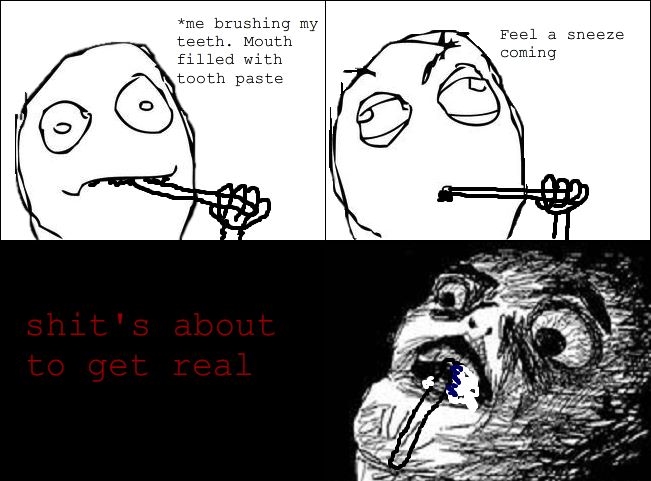 *me brushing my
teeth. Mouth
filled with
tooth paste
Feel a sneeze
coming
shit's about
to get real